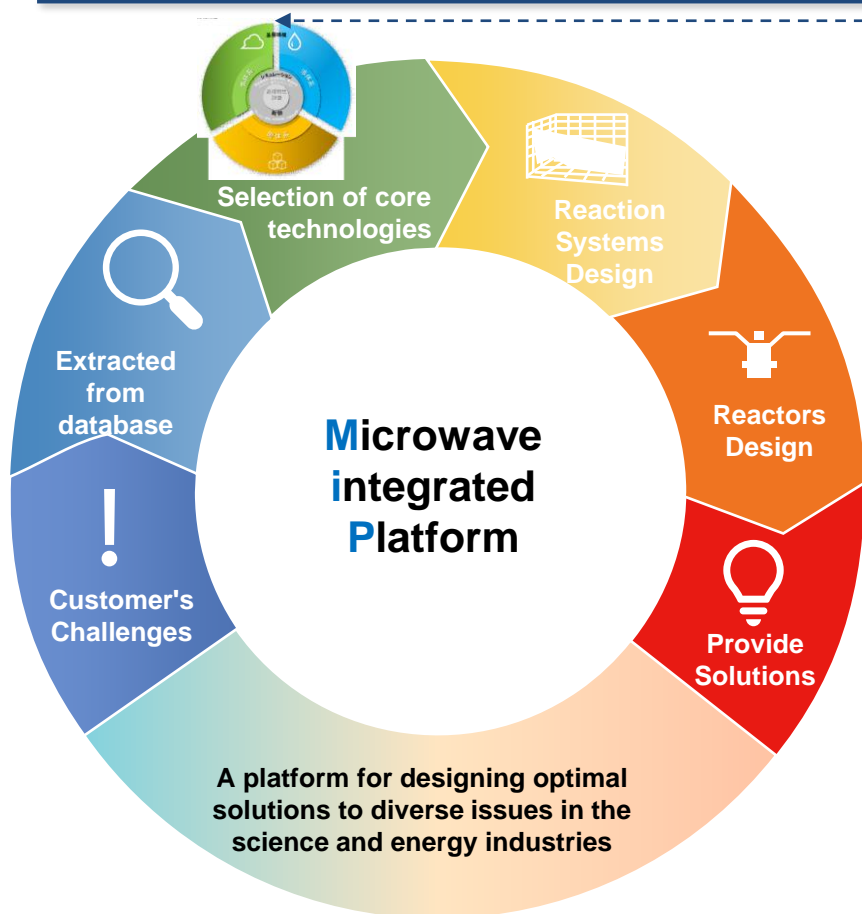 Selection of core
technologies
Reaction
Systems
Design
Extracted
from
database
Reactors
Design
Microwave
integrated
Platform
Customer's
Challenges
Provide
Solutions
A platform for designing optimal
solutions to diverse issues in the
science and energy industries